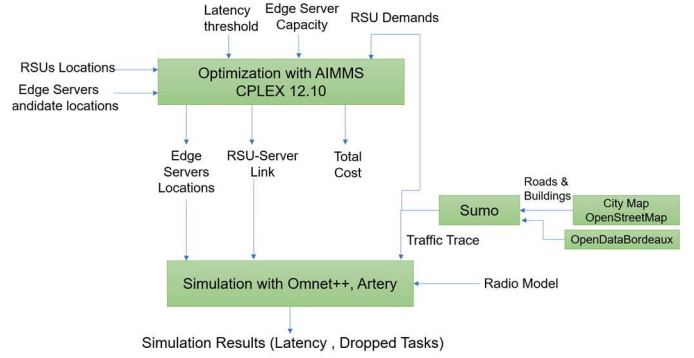 Latency
threshold
Edge Server
Capacity
RSU Demands
RSUs Locations
Edge Servers
andidate locations
Optimization with AIMMS
CPLEX 12.10
Edge
Servers
Locations
RSU-Server
Link
Total
Cost
Roads &
Buildings
Sumo
City Map
OpenStreetMap
OpenDataBordeaux
Traffic Trace
Simulation with Omnet++, Artery
Radio Model
Simulation Results (Latency , Dropped Tasks)